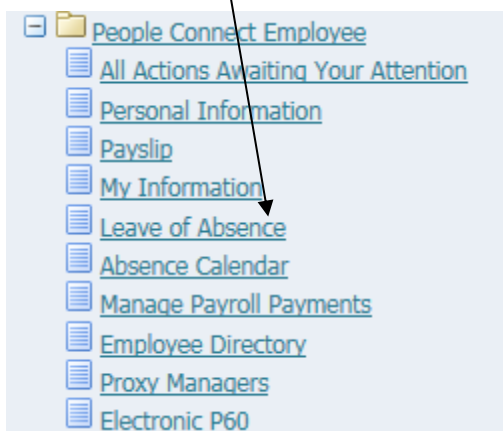 People Connect Employee
All Actions Awaiting Your Attention
Personal Information
Payslip
My Information
Leave of Absence
Absence Calendar
Manage Payroll Payments
Employee Directory
Proxy Managers
Electronic P60